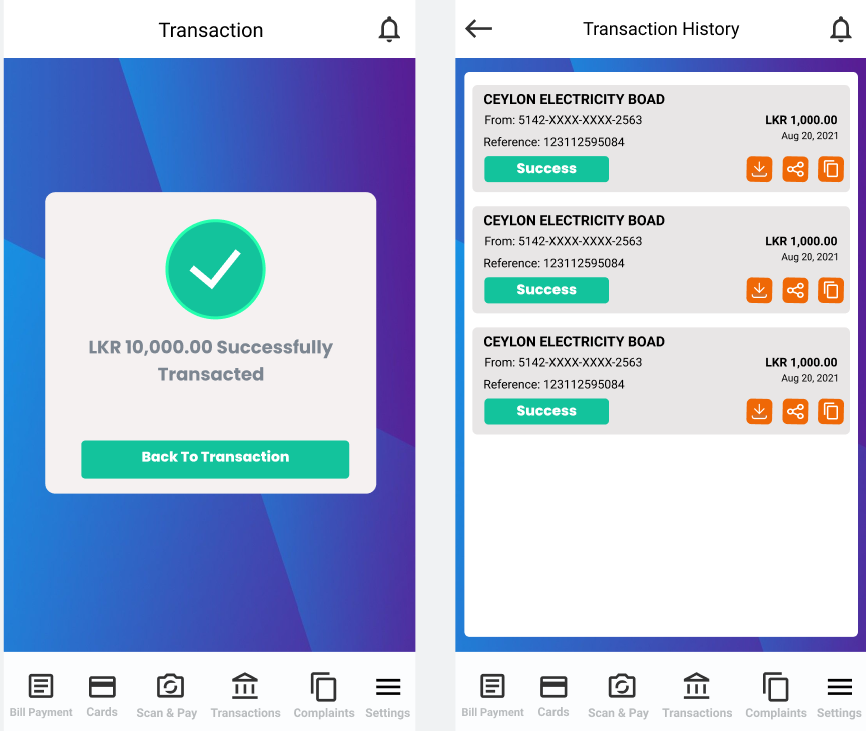 Transaction
LKR 10,000.00 Successfully
Transacted
Back To Transaction
Bill Payment
Cards
Scan & Pay
Transactions
Complaints
Settings
Transaction History
CEYLON ELECTRICITY BOAD
From: 5142-XXXX-XXXX-2563
LKR 1,000.00
Aug 20, 2021
Reference: 123112595084
Success
CEYLON ELECTRICITY BOAD
From: 5142-XXXX-XXXX-2563
LKR 1,000.00
Aug 20, 2021
Reference: 123112595084
Success
CEYLON ELECTRICITY BOAD
From: 5142-XXXX-XXXX-2563
LKR 1,000.00
Aug 20, 2021
Reference: 123112595084
Success
Bill Payment
Cards
Scan & Pay
Transactions
Complaints
Settings